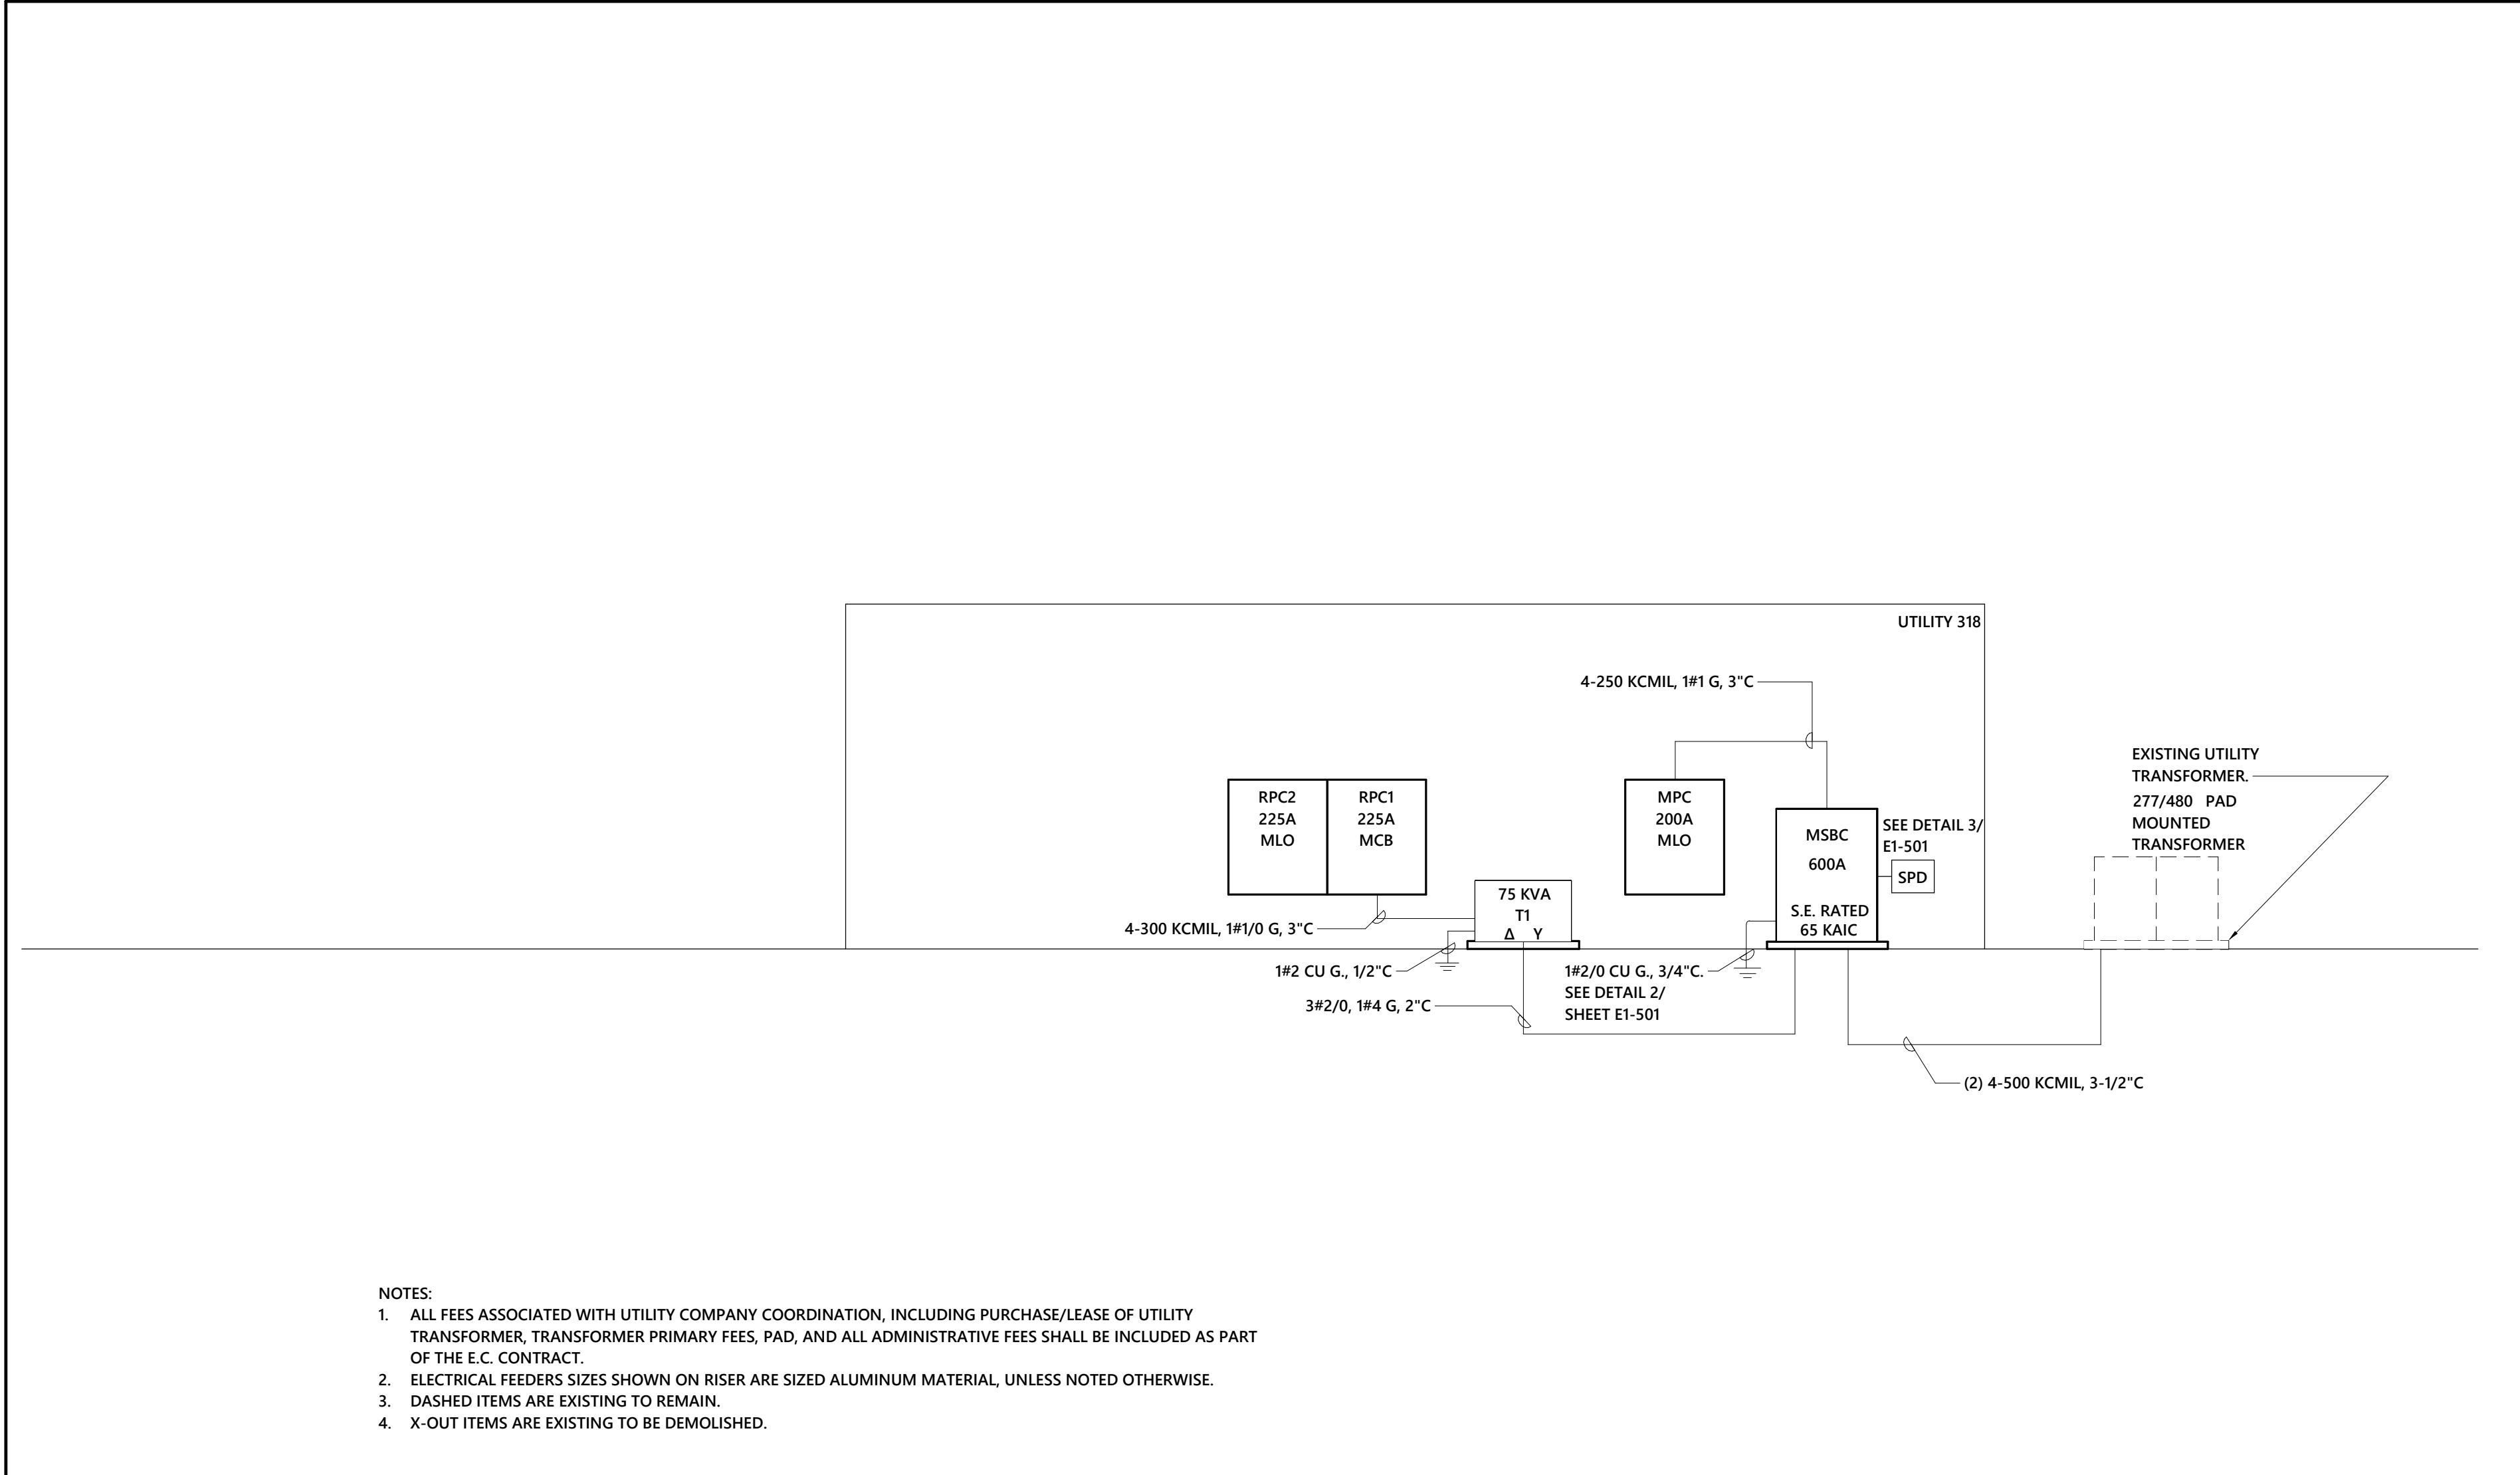 UTILITY 318
4-250 KCMIL, 1#1 G, 3"C
EXISTING UTILITY
TRANSFORMER.
277/480 PAD
MOUNTED
TRANSFORMER
RPC2
225A
MLO
RPC1
225A
MCB
MPC
200A
MLO
MSBC
600A
S.E. RATED
65 KAIC
SEE DETAIL 3/
E1-501
SPD
75 KVA
T1
Δ Y
4-300 KCMIL, 1#1/0 G, 3"C
1#2 CU G., 1/2"C
3#2/0, 1#4 G, 2"C
1#2/0 CU G., 3/4"C.
SEE DETAIL 2/
SHEET E1-501
(2) 4-500 KCMIL, 3-1/2"C
NOTES:
1. ALL FEES ASSOCIATED WITH UTILITY COMPANY COORDINATION, INCLUDING PURCHASE/LEASE OF UTILITY
TRANSFORMER, TRANSFORMER PRIMARY FEES, PAD, AND ALL ADMINISTRATIVE FEES SHALL BE INCLUDED AS PART
OF THE E.C. CONTRACT.
2. ELECTRICAL FEEDERS SIZES SHOWN ON RISER ARE SIZED ALUMINUM MATERIAL, UNLESS NOTED OTHERWISE.
3. DASHED ITEMS ARE EXISTING TO REMAIN.
4. X-OUT ITEMS ARE EXISTING TO BE DEMOLISHED.